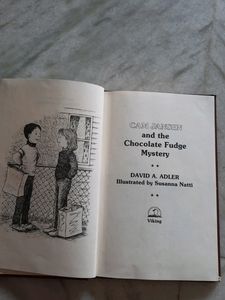 CAM JANSEN
and the
Chocolate Fudge
Mystery
DAVID A. ADLER
Illustrated by Susanna Natti
Viking